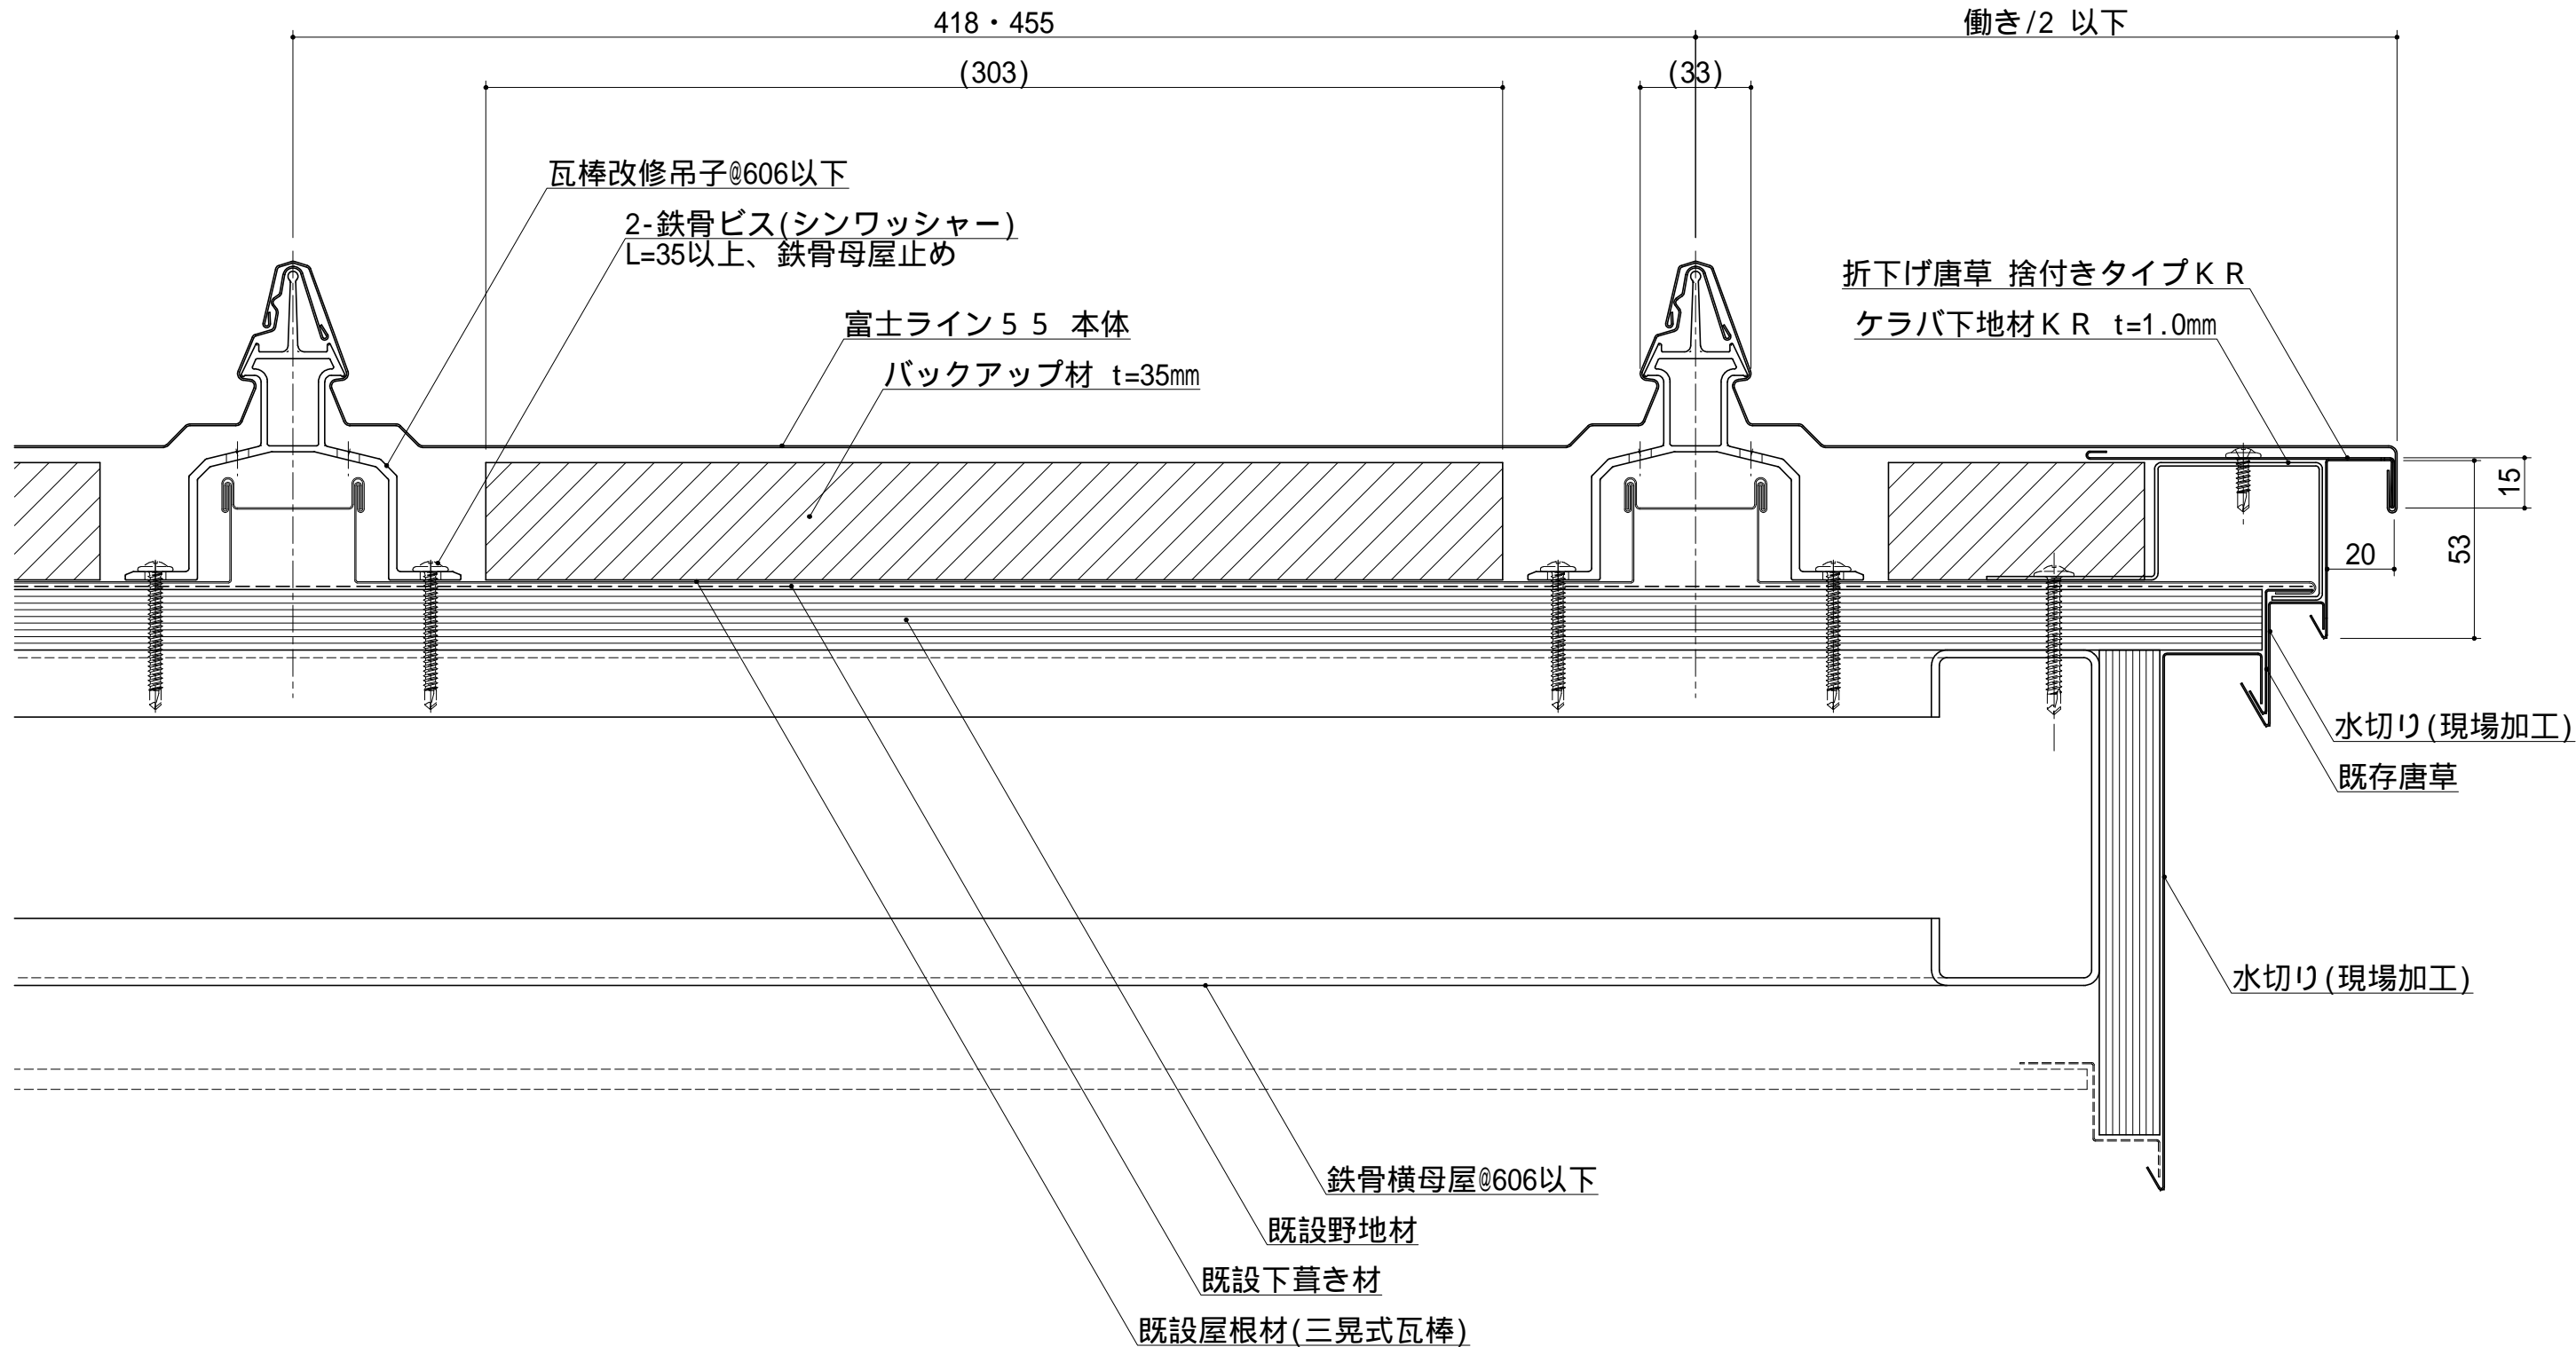 418・455
働き/2 以下
(303)
(33)
瓦棒改修吊子@606以下
2-鉄骨ビス(シンワッシャー)
L=35以上、鉄骨母屋止め
折下げ唐草 捨付きタイプＫＲ
富士ライン５５ 本体
ケラバ下地材ＫＲ t=1.0mm
バックアップ材 t=35mm
15
53
20
水切り(現場加工)
既存唐草
水切り(現場加工)
鉄骨横母屋@606以下
既設野地材
既設下葺き材
既設屋根材(三晃式瓦棒)